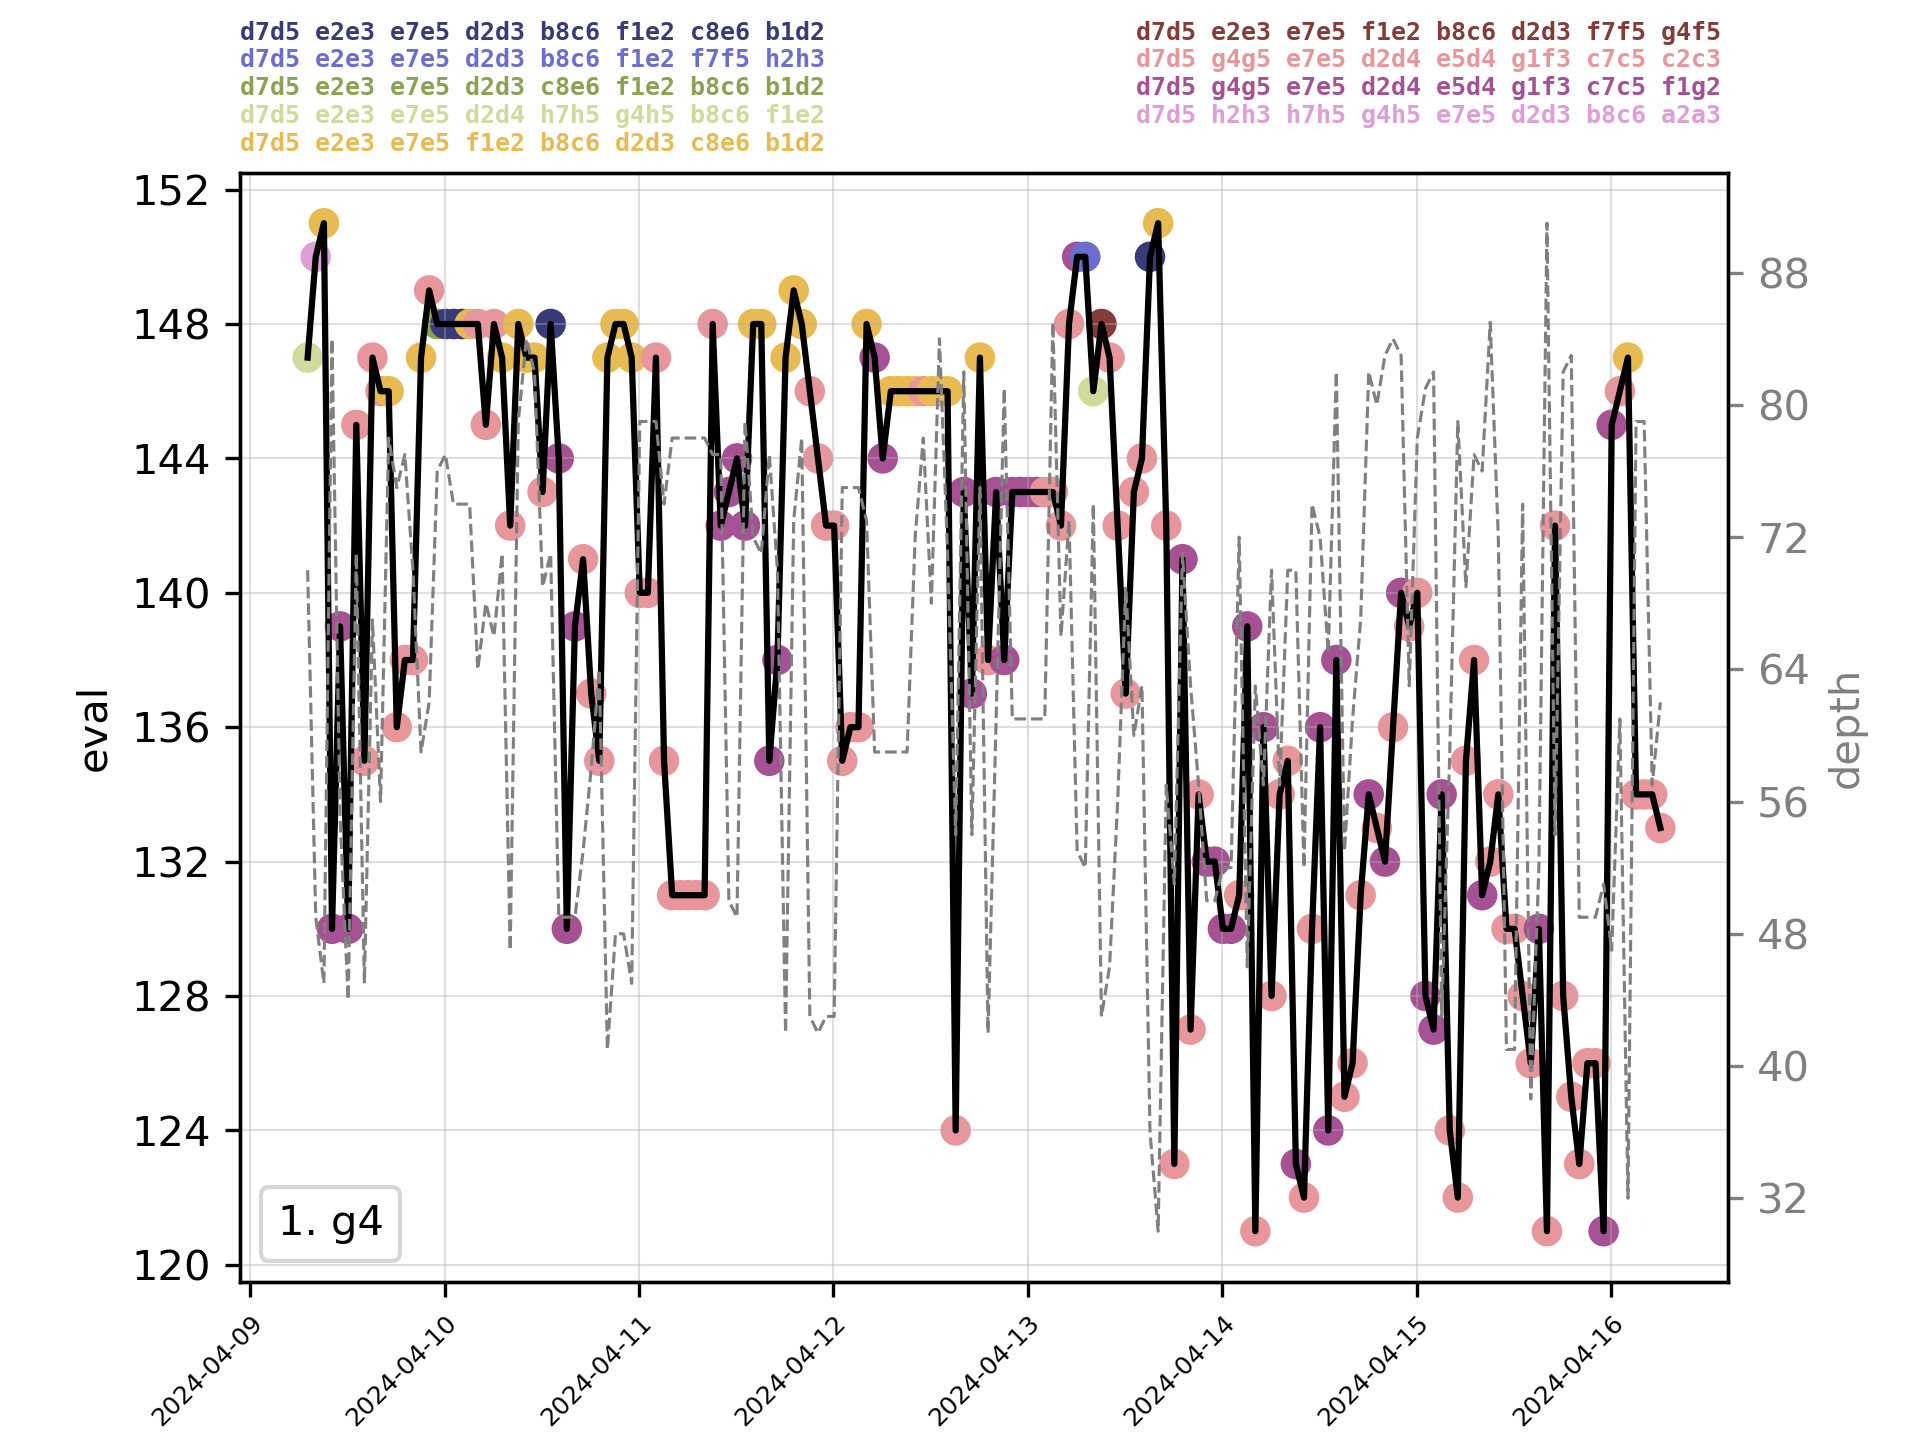 d7d5 e2e3 e7e5 d2d3 b8c6 f1e2 c8e6 b1d2
d7d5 e2e3 e7e5 d2d3 b8c6 f1e2 f7f5 h2h3
d7d5 e2e3 e7e5 d2d3 c8e6 f1e2 b8c6 b1d2
d7d5 e2e3 e7e5 d2d4 h7h5 g4h5 b8c6 f1e2
d7d5 e2e3 e7e5 f1e2 b8c6 d2d3 c8e6 b1d2
d7d5 e2e3 e7e5 f1e2 b8c6 d2d3 f7f5 g4f5
d7d5 g4g5 e7e5 d2d4 e5d4 g1f3 c7c5 c2c3
d7d5 g4g5 e7e5 d2d4 e5d4 g1f3 c7c5 f1g2
d7d5 h2h3 h7h5 g4h5 e7e5 d2d3 b8c6 a2a3
152
148
144
140
136
132
128
124
120
eval
88
80
72
64
56
48
40
32
depth
1. g4
2024-04-09
2024-04-10
2024-04-11
2024-04-12
2024-04-13
2024-04-14
2024-04-15
2024-04-16